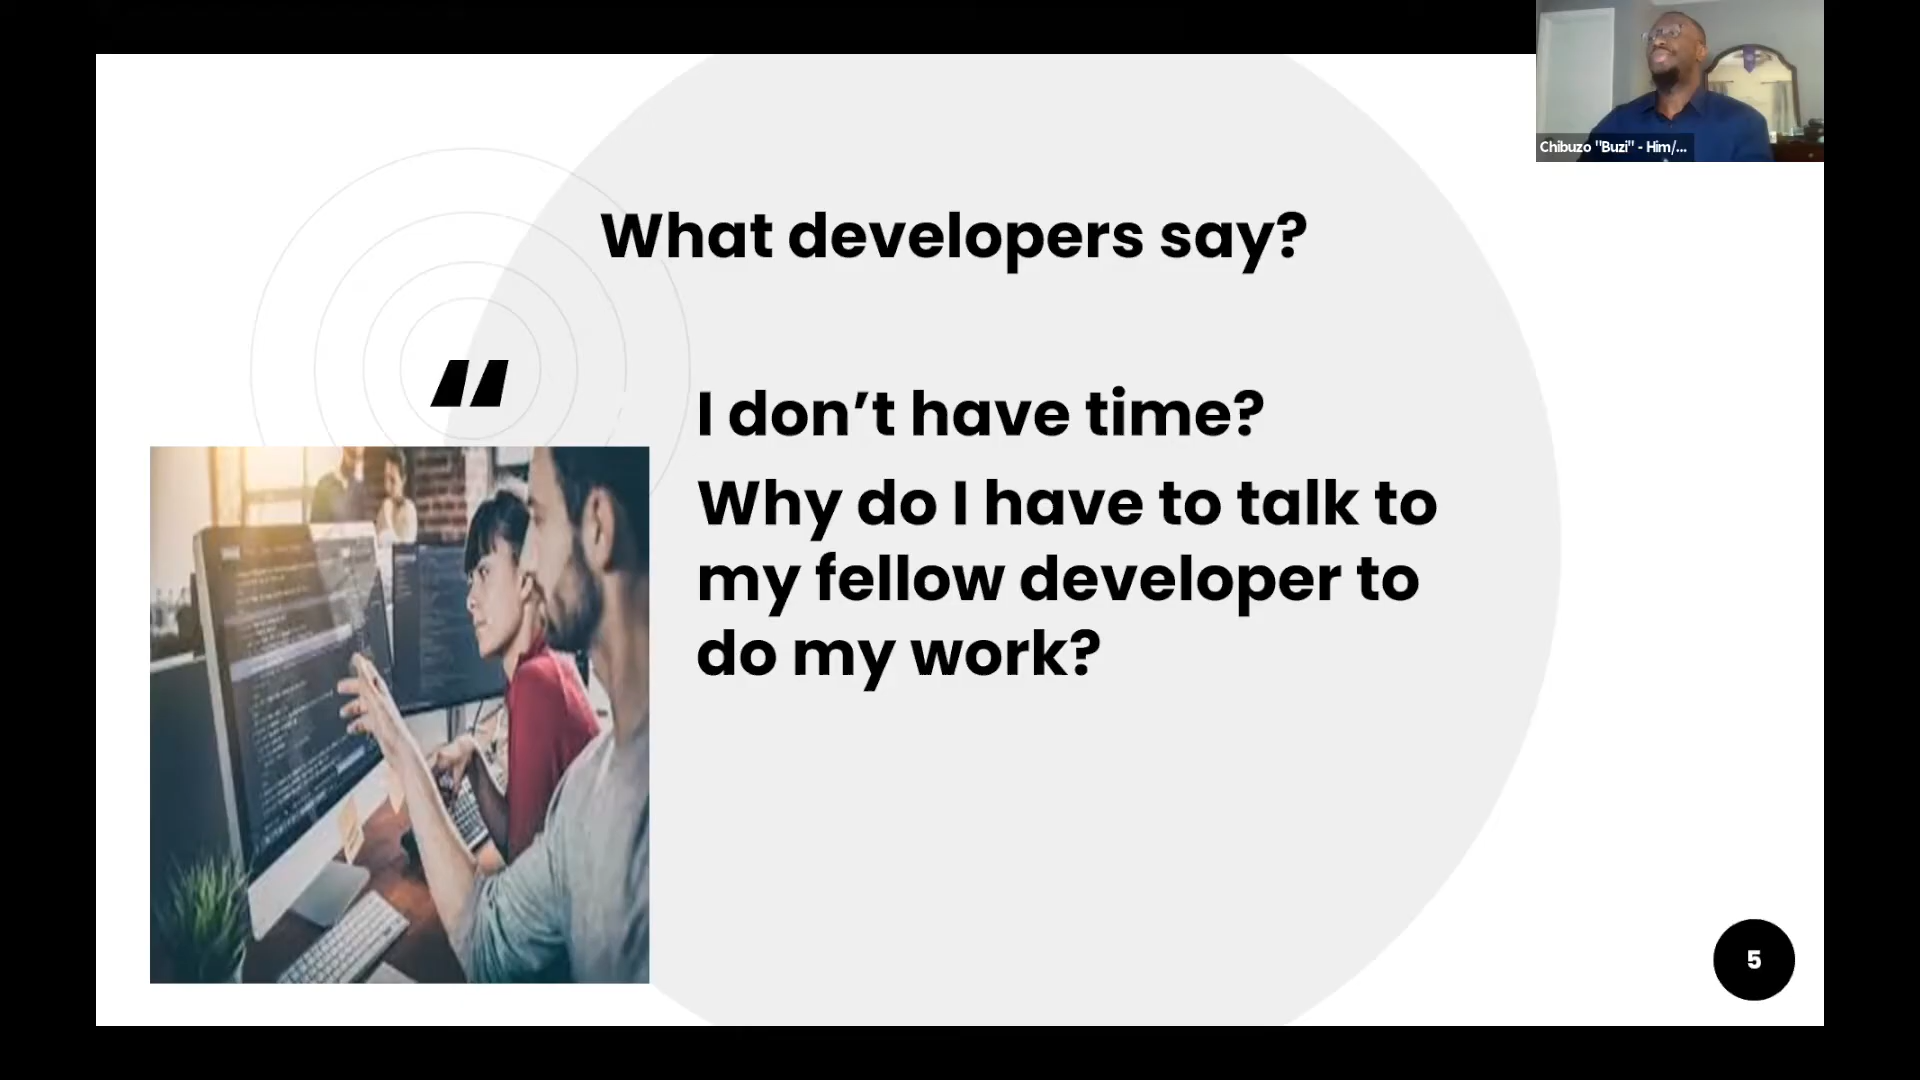 Chibuzo "Buzi" - Him/...
What developers say?
“
I don’t have time?
Why do I have to talk to
my fellow developer to
do my work?
5